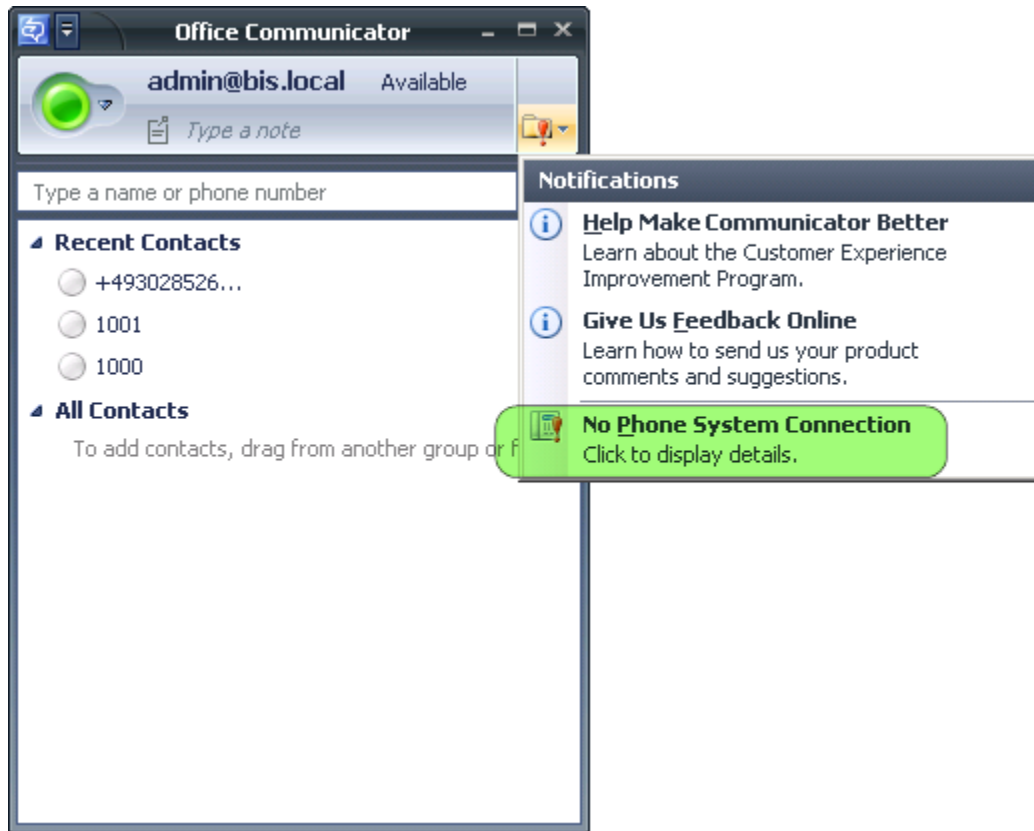 Office Communicator
admin@bis.local Available
Type a note
Type a name or phone number
Recent Contacts
+493028526...
1001
1000
All Contacts
To add contacts, drag from another group or f
Notifications
Help Make Communicator Better
Learn about the Customer Experience
Improvement Program.
Give Us Feedback Online
Learn how to send us your product
comments and suggestions.
No Phone System Connection
Click to display details.